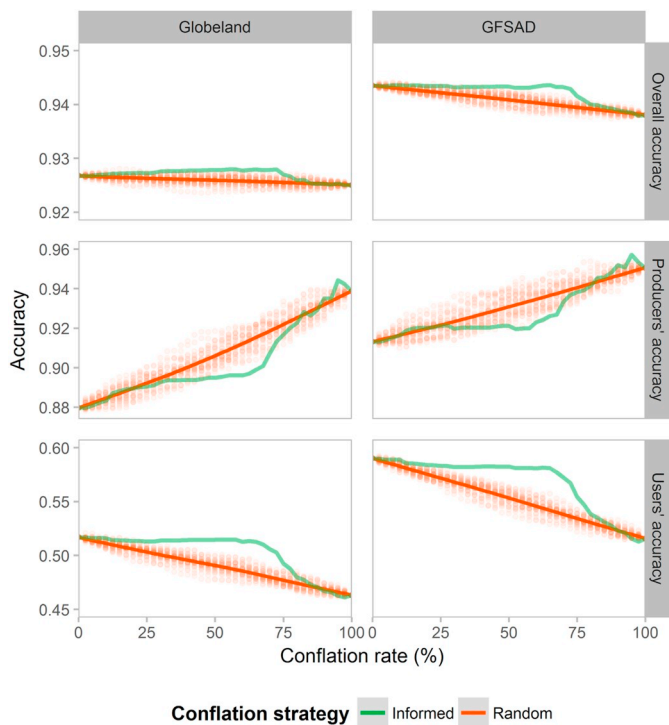 Globeland
GFSAD
0.95
0.94
0.93
0.92
Overall accuracy
0.96
0.94
0.92
0.90
0.88
Producers' accuracy
Accuracy
0.60
0.55
0.50
0.45
Users' accuracy
0 25 50 75 100 0 25 50 75 100
Conflation rate (%)
Conflation strategy Informed Random